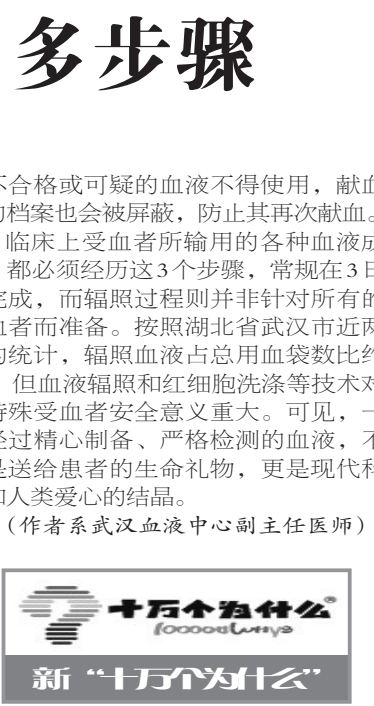 多步骤
不合格或可疑的血液不得使用，献血
的档案也会被屏蔽，防止其再次献血。
临床上受血者所输用的各种血液成
都必须经历这3个步骤，常规在3日
完成，而辐照过程则并非针对所有的
血者而准备。按照湖北省武汉市近两
的统计，辐照血液占总用血袋数比约
但血液辐照和红细胞洗涤等技术对
特殊受血者安全意义重大。可见，一
经过精心制备、严格检测的血液，不
是送给患者的生命礼物，更是现代科
和人类爱心的结晶。
（作者系武汉血液中心副主任医师）
十万个为什么®
100000whys
新“十万个为什么”